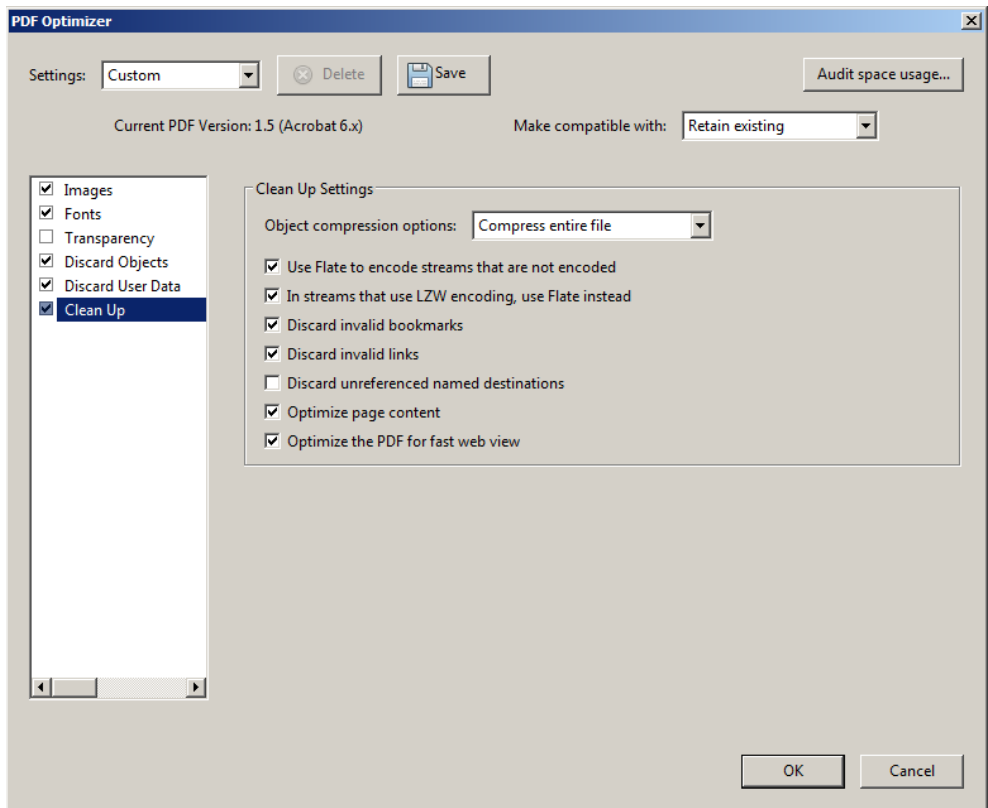 PDF Optimizer
Settings: Custom Delete Save Audit space usage...
Current PDF Version: 1.5 (Acrobat 6.x) Make compatible with: Retain existing
Images
Fonts
Transparency
Discard Objects
Discard User Data
Clean Up
Clean Up Settings
Object compression options: Compress entire file
Use Flate to encode streams that are not encoded
In streams that use LZW encoding, use Flate instead
Discard invalid bookmarks
Discard invalid links
Discard unreferenced named destinations
Optimize page content
Optimize the PDF for fast web view
OK Cancel